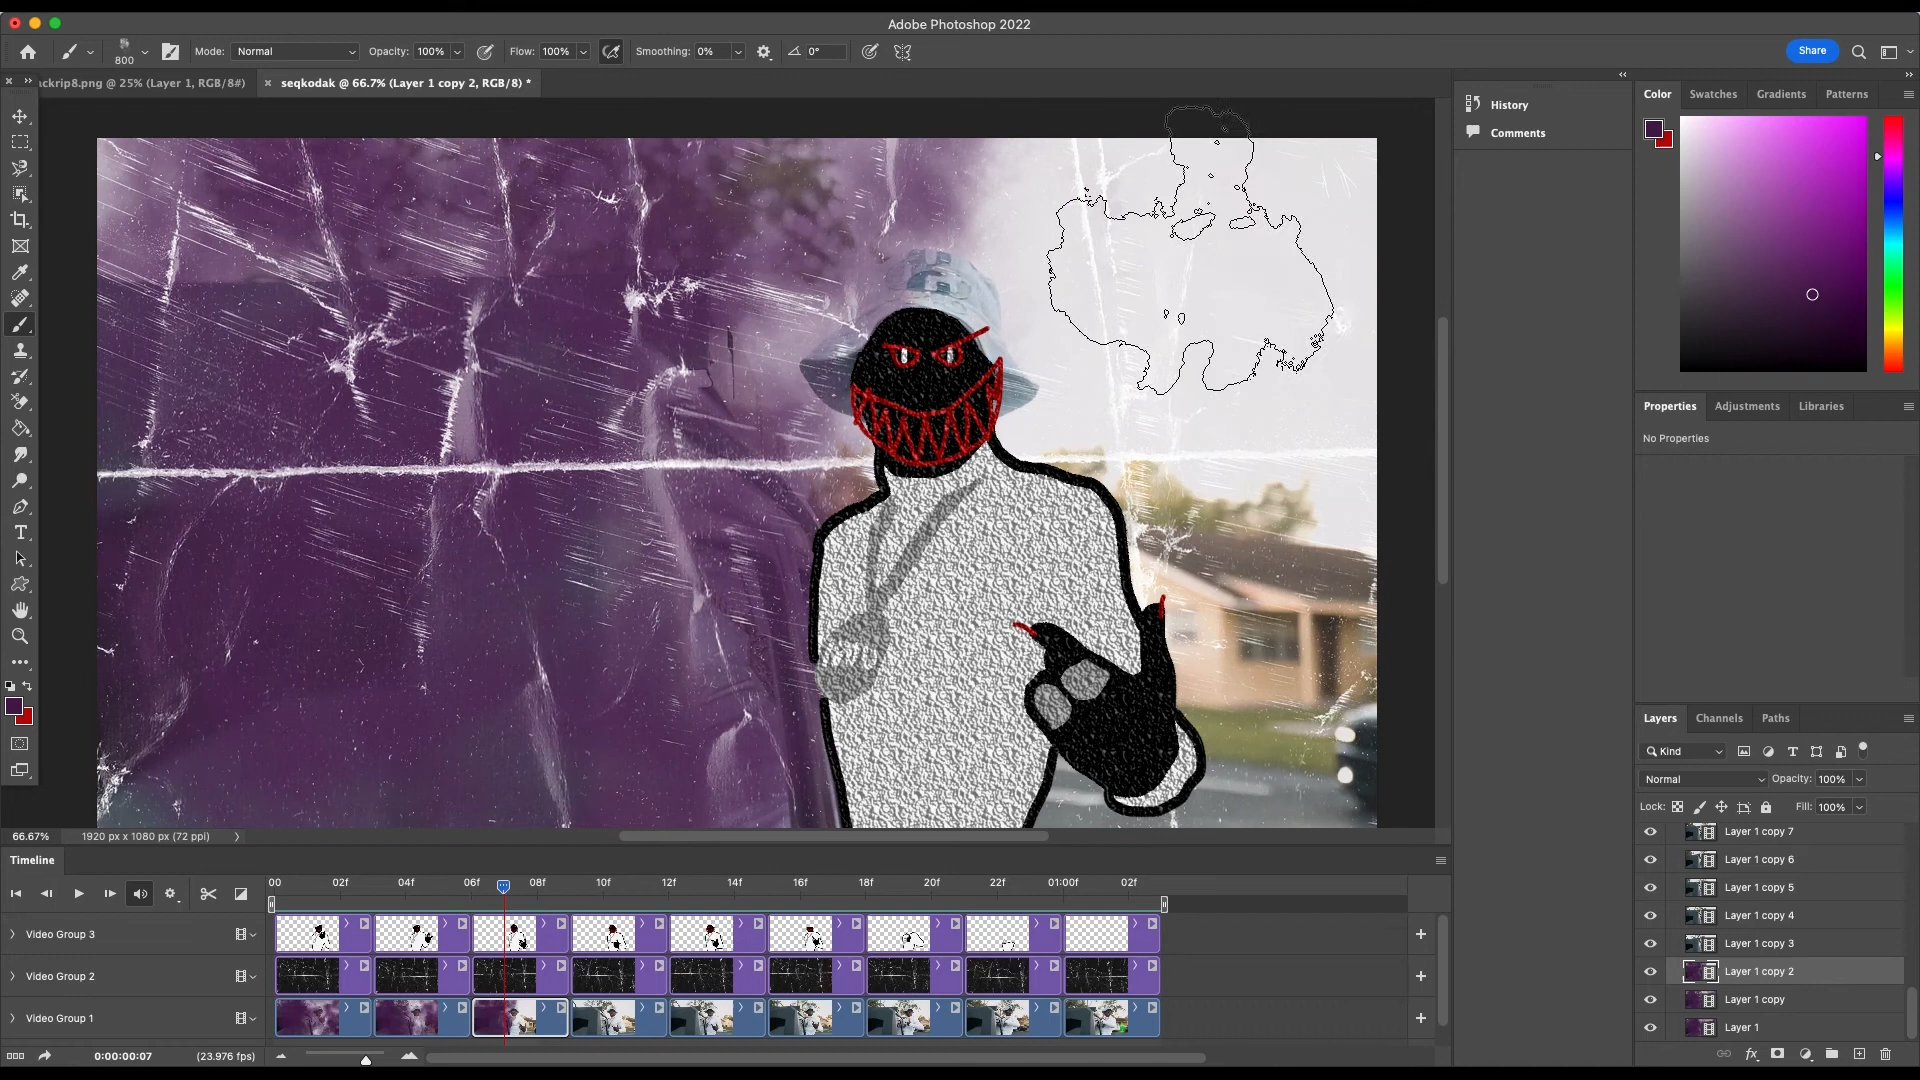 Adobe Photoshop 2022
800
Mode: Normal
Opacity: 100%
Flow: 100%
Smoothing: 0%
0°
Share
ackrip8.png @ 25% (Layer 1, RGB/8#)
seqkodak @ 66.7% (Layer 1 copy 2, RGB/8) *
History
Comments
Color
Swatches
Gradients
Patterns
Properties
Adjustments
Libraries
No Properties
Layers
Channels
Paths
Kind
Normal
Opacity: 100%
Lock:
Fill: 100%
Layer 1 copy 7
Layer 1 copy 6
Layer 1 copy 5
Layer 1 copy 4
Layer 1 copy 3
Layer 1 copy 2
Layer 1 copy
Layer 1
fx
66.67%
1920 px x 1080 px (72 ppi)
Timeline
00 02f 04f 06f 08f 10f 12f 14f 16f 18f 20f 22f 01:00f 02f
Video Group 3
Video Group 2
Video Group 1
0:00:00:07
(23.976 fps)